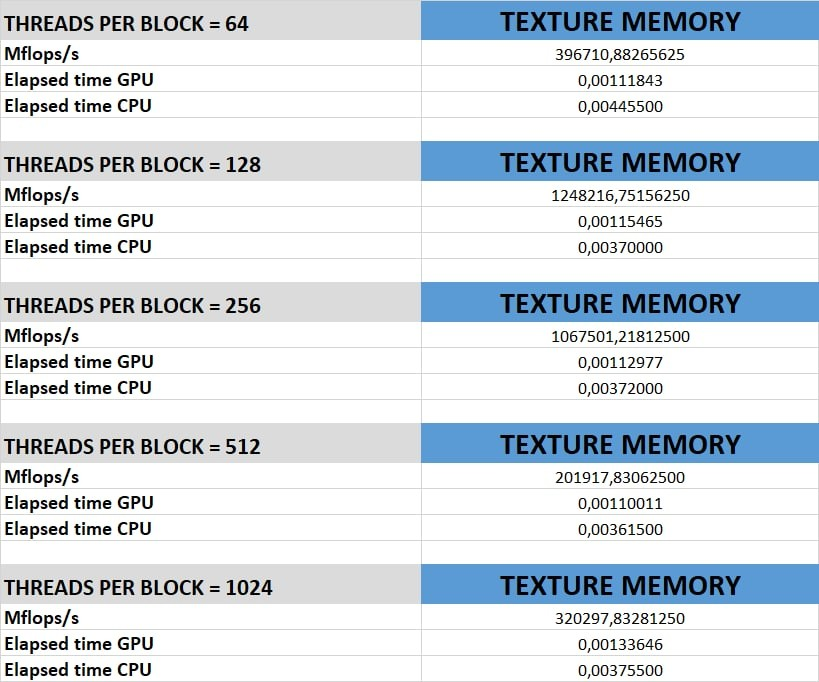 THREADS PER BLOCK = 64 TEXTURE MEMORY
Mflops/s 396710,88265625
Elapsed time GPU 0,00111843
Elapsed time CPU 0,00445500
THREADS PER BLOCK = 128 TEXTURE MEMORY
Mflops/s 1248216,75156250
Elapsed time GPU 0,00115465
Elapsed time CPU 0,00370000
THREADS PER BLOCK = 256 TEXTURE MEMORY
Mflops/s 1067501,21812500
Elapsed time GPU 0,00112977
Elapsed time CPU 0,00372000
THREADS PER BLOCK = 512 TEXTURE MEMORY
Mflops/s 201917,83062500
Elapsed time GPU 0,00110011
Elapsed time CPU 0,00361500
THREADS PER BLOCK = 1024 TEXTURE MEMORY
Mflops/s 320297,83281250
Elapsed time GPU 0,00133646
Elapsed time CPU 0,00375500